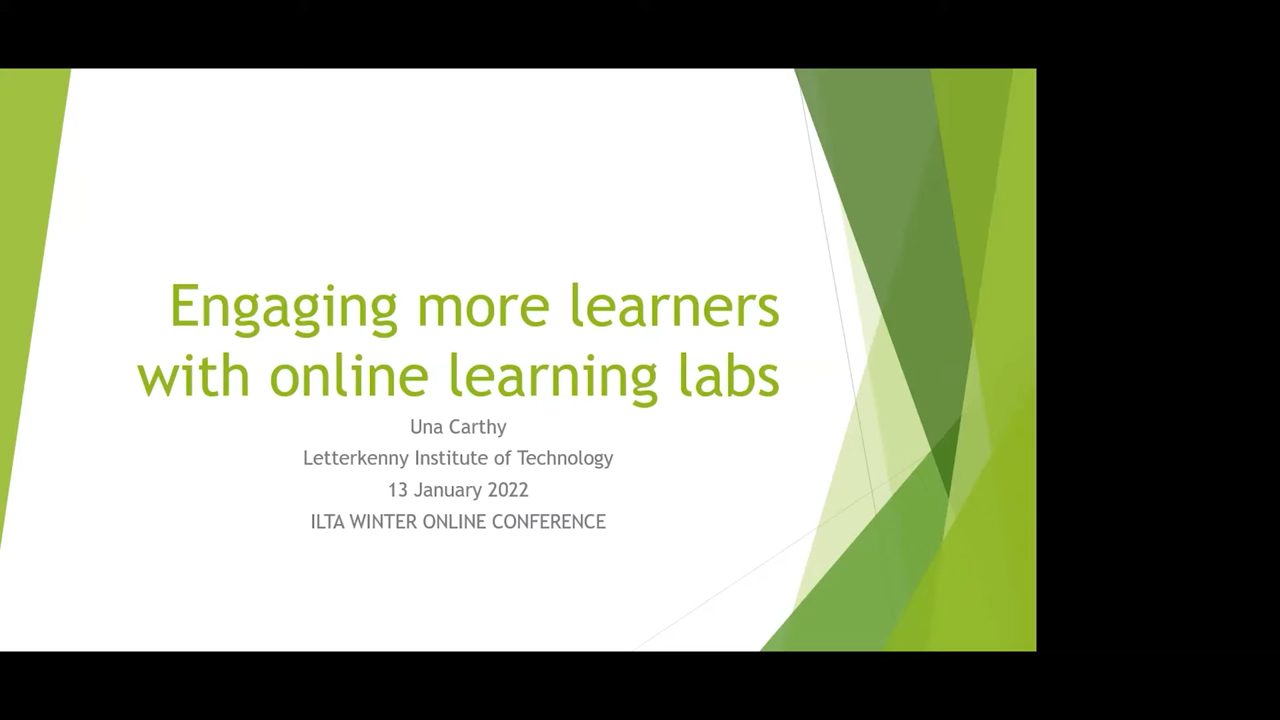 Engaging more learners
with online learning labs
Una Carthy
Letterkenny Institute of Technology
13 January 2022
ILTA WINTER ONLINE CONFERENCE